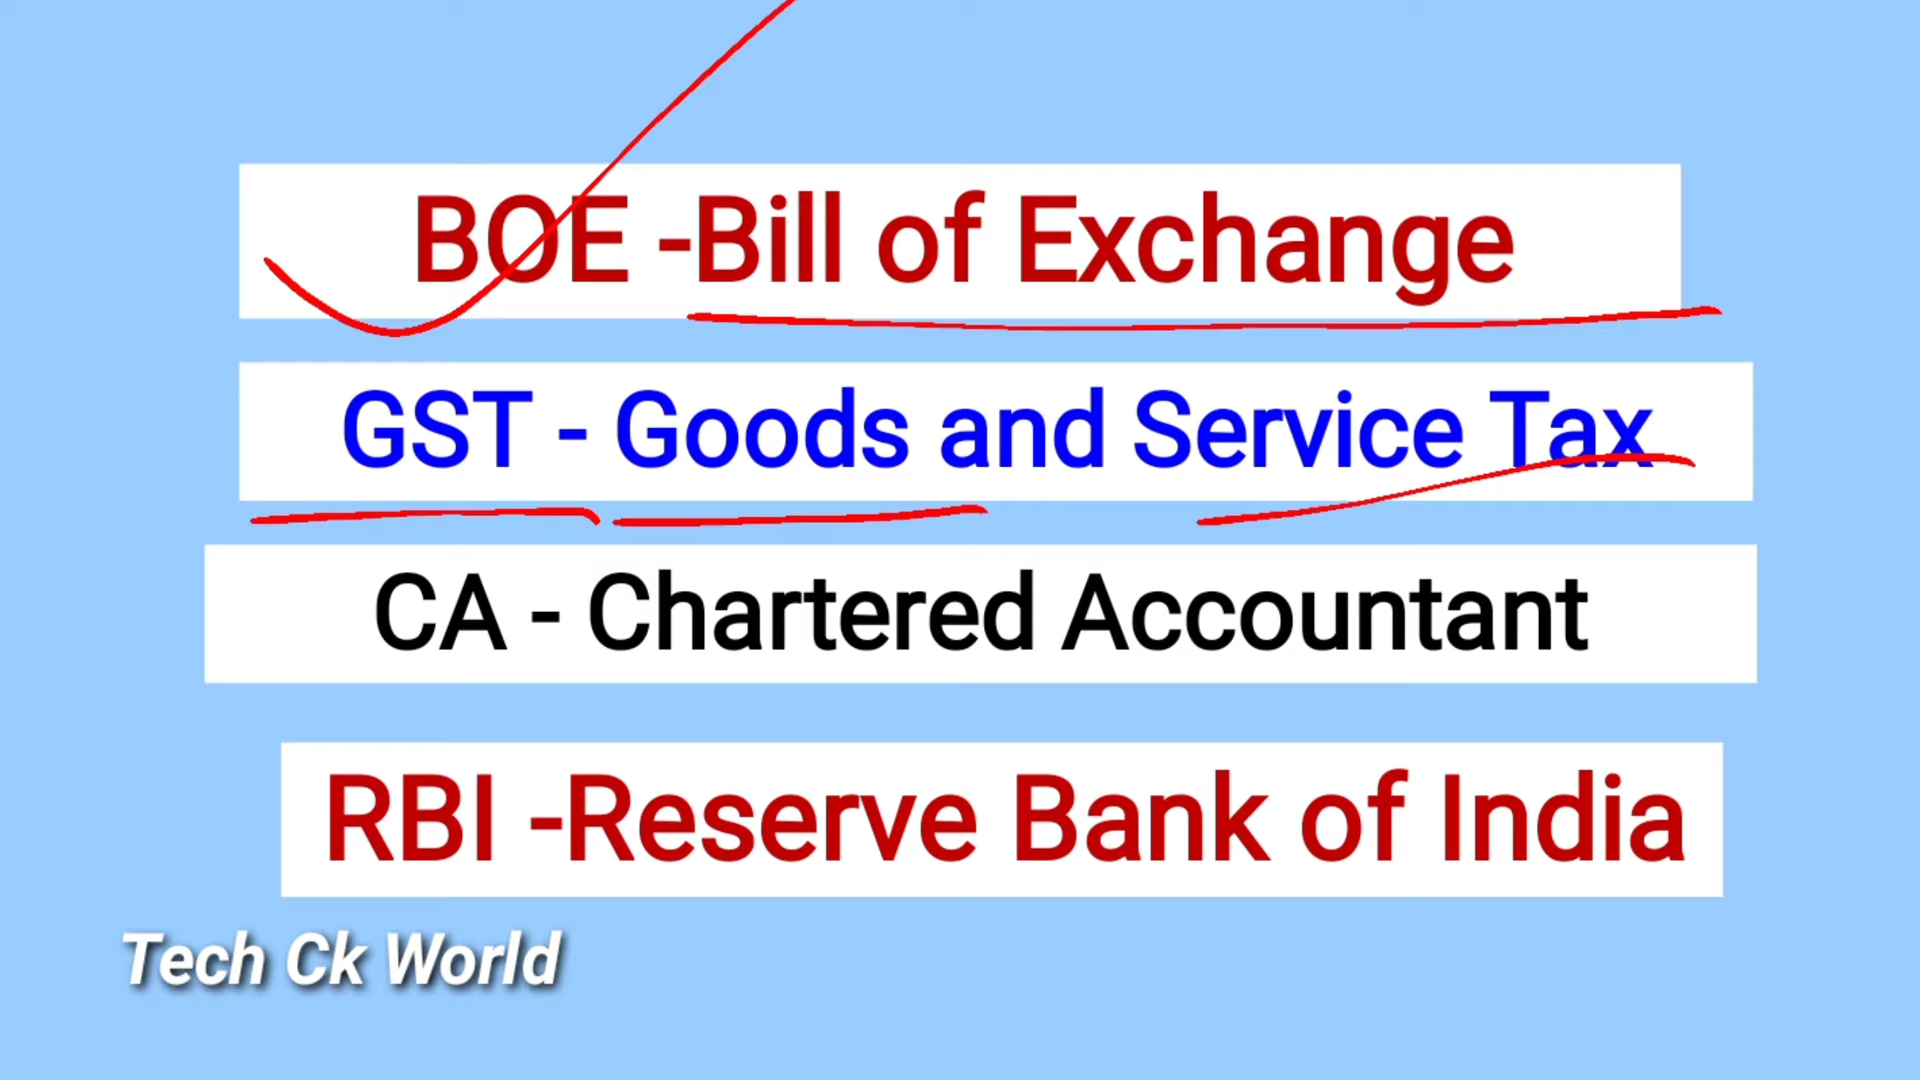 BOE -Bill of Exchange
GST - Goods and Service Tax
CA - Chartered Accountant
RBI -Reserve Bank of India
Tech Ck World